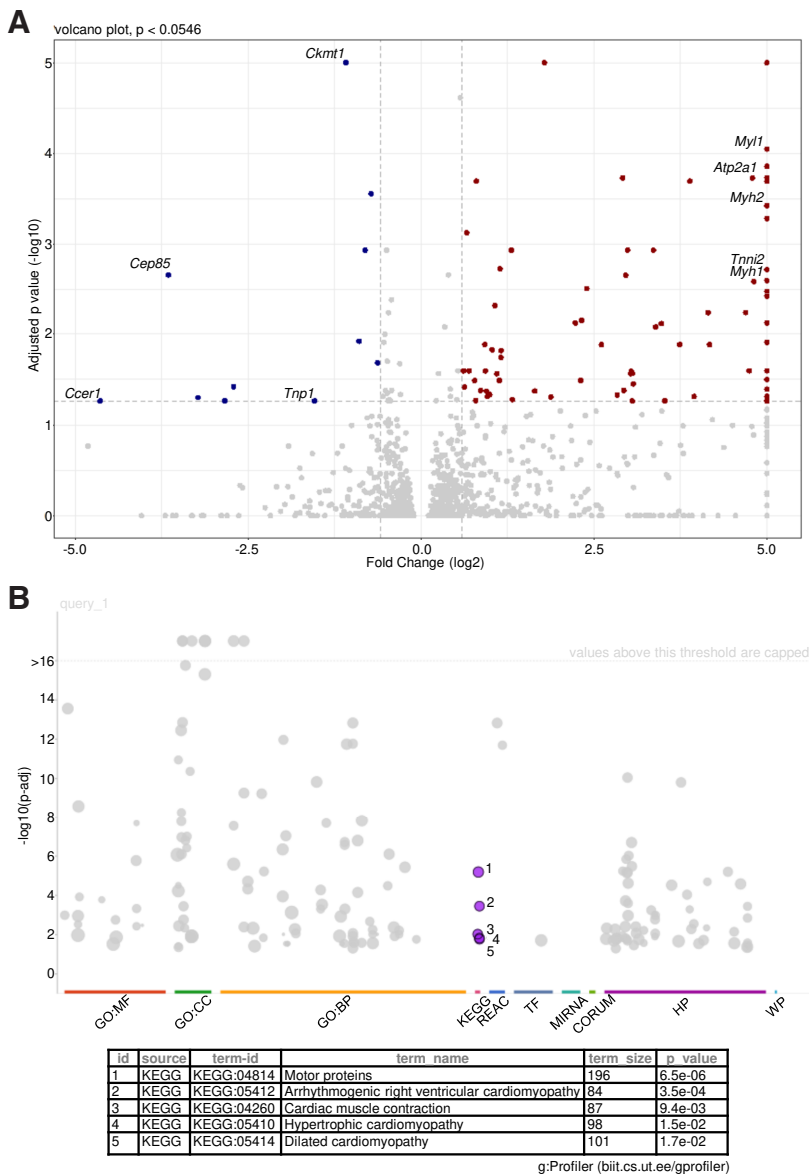 A
volcano plot, p < 0.0546
Ckmt1
Myl1
Atp2a1
Myh2
Cep85
Tnni2
Myh1
Ccer1
Tnp1
5
4
3
2
1
0
Adjusted p value (-log10)
-5.0 -2.5 0.0 2.5 5.0
Fold Change (log2)
B
query_1
values above this threshold are capped
>16
14
12
10
8
6
4
2
0
-log10(p-adj)
1
2
3
4
5
GO:MF GO:CC GO:BP KEGG REAC TF MIRNA CORUM HP WP
id source term-id term_name term_size p_value
1 KEGG KEGG:04814 Motor proteins 196 6.5e-06
2 KEGG KEGG:05412 Arrhythmogenic right ventricular cardiomyopathy 84 3.5e-04
3 KEGG KEGG:04260 Cardiac muscle contraction 87 9.4e-03
4 KEGG KEGG:05410 Hypertrophic cardiomyopathy 98 1.5e-02
5 KEGG KEGG:05414 Dilated cardiomyopathy 101 1.7e-02
g:Profiler (biit.cs.ut.ee/gprofiler)